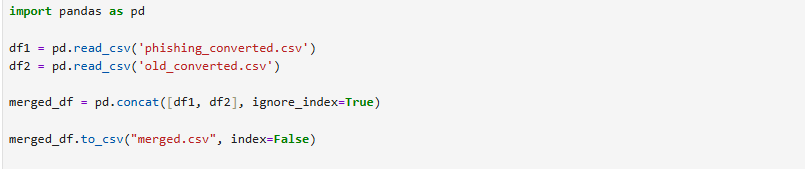 import pandas as pd
df1 = pd.read_csv('phishing_converted.csv')
df2 = pd.read_csv('old_converted.csv')
merged_df = pd.concat([df1, df2], ignore_index=True)
merged_df.to_csv("merged.csv", index=False)